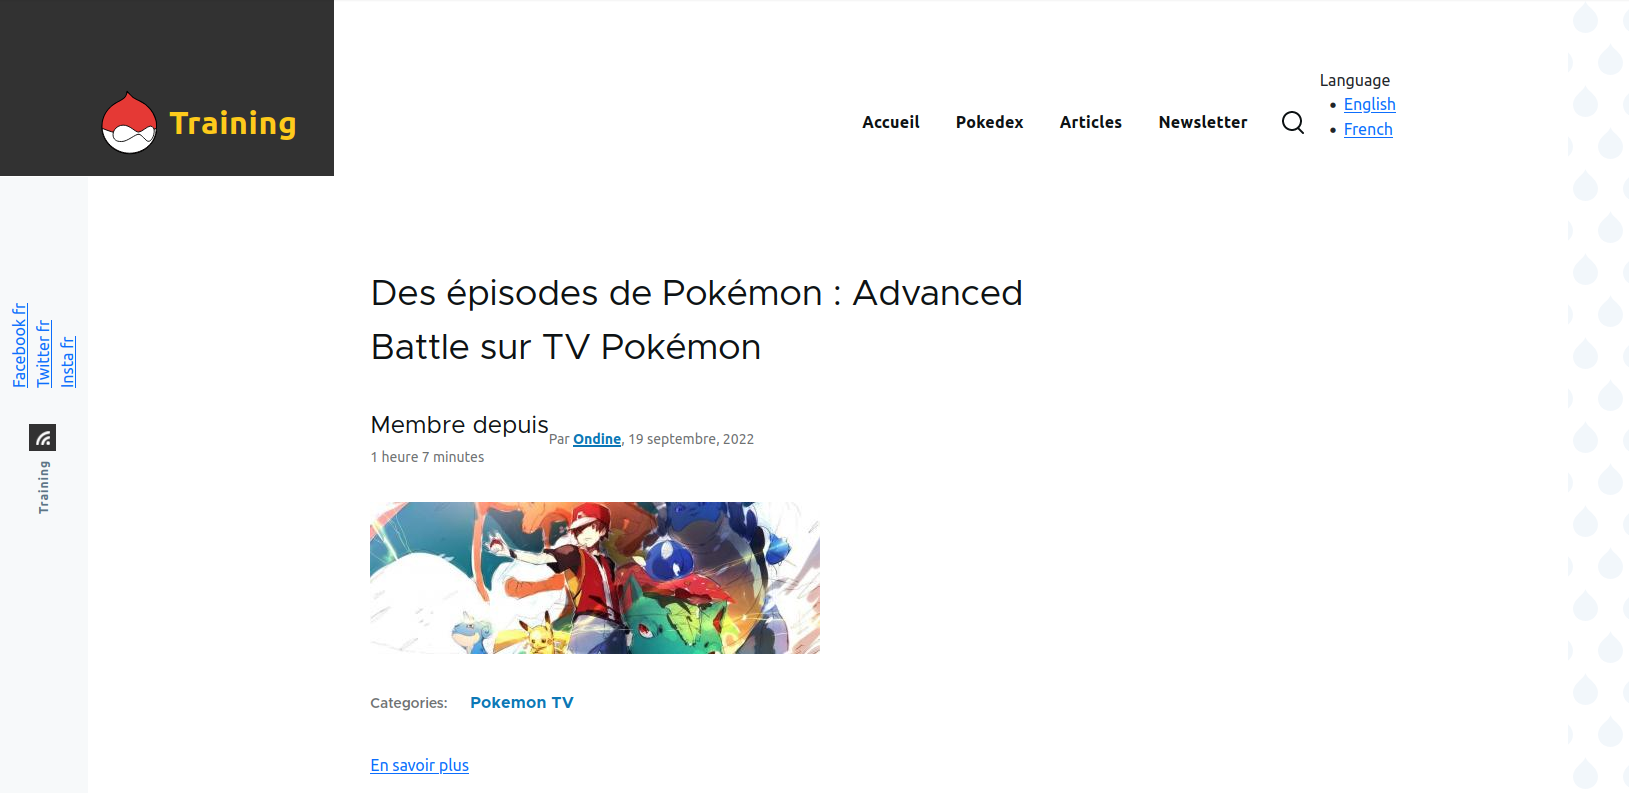 Training
Accueil
Pokedex
Articles
Newsletter
Language
English
French
Facebook fr
Twitter fr
Insta fr
Training
Des épisodes de Pokémon : Advanced
Battle sur TV Pokémon
Membre depuis
1 heure 7 minutes
Par Ondine, 19 septembre, 2022
Categories: Pokemon TV
En savoir plus